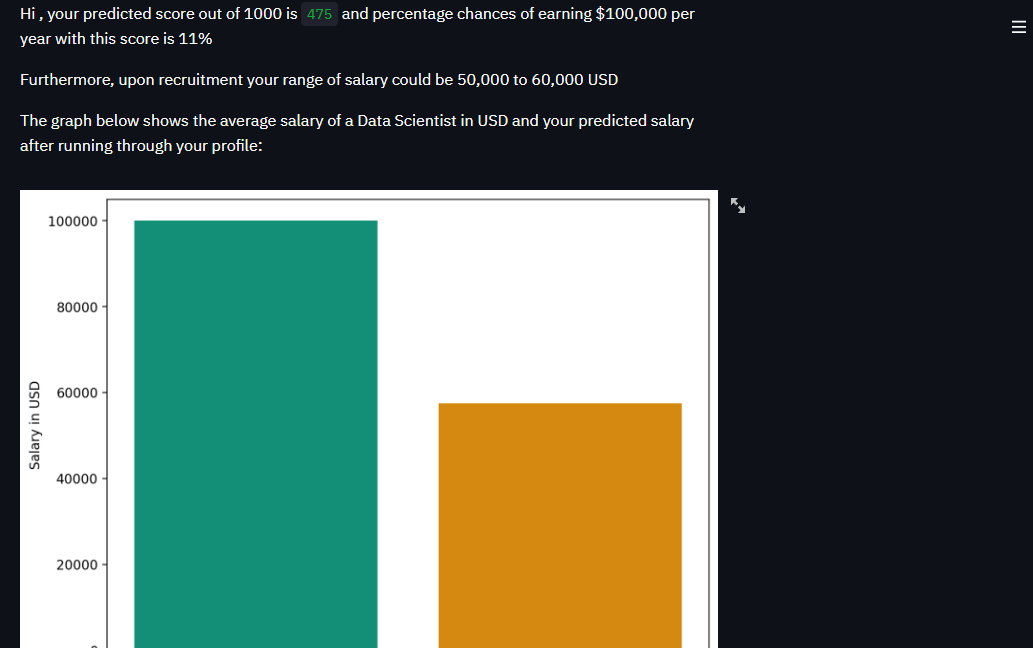 Hi , your predicted score out of 1000 is 475 and percentage chances of earning $100,000 per
year with this score is 11%
Furthermore, upon recruitment your range of salary could be 50,000 to 60,000 USD
The graph below shows the average salary of a Data Scientist in USD and your predicted salary
after running through your profile:
100000
80000
60000
Salary in USD
40000
20000